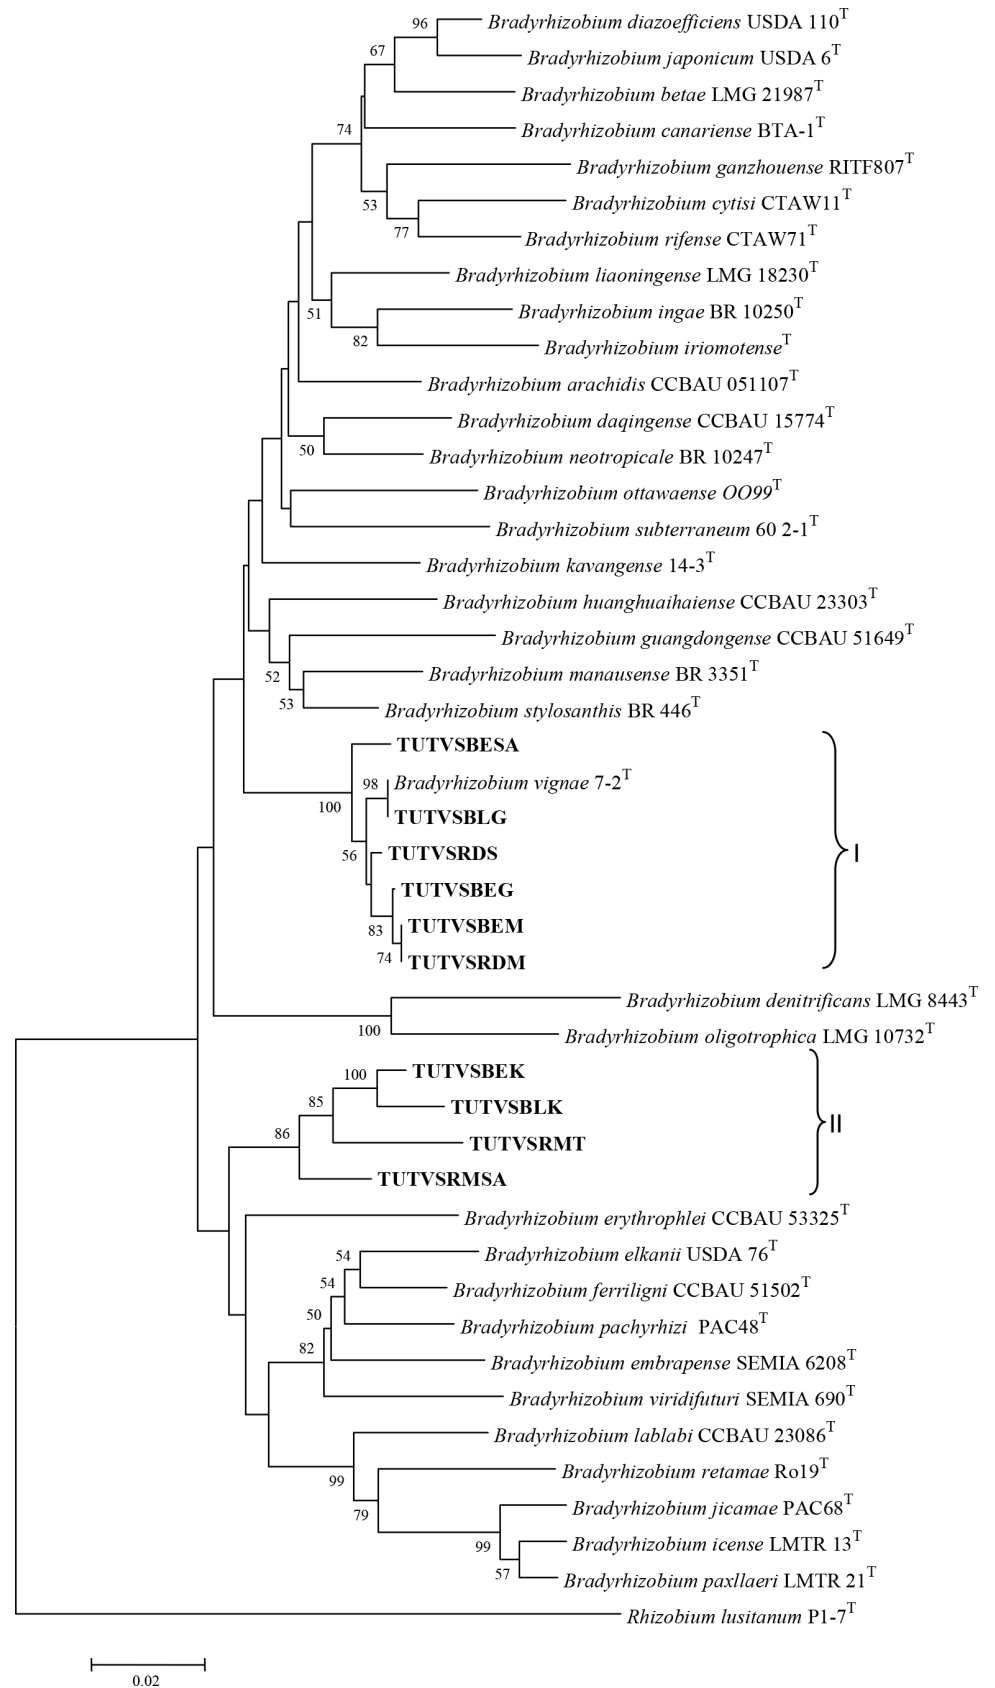 96
Bradyrhizobium diazoefficiens USDA 110T
67
Bradyrhizobium japonicum USDA 6T
Bradyrhizobium betae LMG 21987T
74
Bradyrhizobium canariense BTA-1T
Bradyrhizobium ganzhouense RITF807T
53
Bradyrhizobium cytisi CTAW11T
77
Bradyrhizobium rifense CTAW71T
Bradyrhizobium liaoningense LMG 18230T
51
Bradyrhizobium ingae BR 10250T
82
Bradyrhizobium iriomotenseT
Bradyrhizobium arachidis CCBAU 051107T
Bradyrhizobium daqingense CCBAU 15774T
50
Bradyrhizobium neotropicale BR 10247T
Bradyrhizobium ottawaense OO99T
Bradyrhizobium subterraneum 60 2-1T
Bradyrhizobium kavangense 14-3T
Bradyrhizobium huanghuaihaiense CCBAU 23303T
Bradyrhizobium guangdongense CCBAU 51649T
52
Bradyrhizobium manausense BR 3351T
53
Bradyrhizobium stylosanthis BR 446T
TUTVSBESA
98
Bradyrhizobium vignae 7-2T
100
TUTVSBLG
56
TUTVSRDS
I
TUTVSBEG
83
TUTVSBEM
74
TUTVSRDM
Bradyrhizobium denitrificans LMG 8443T
100
Bradyrhizobium oligotrophica LMG 10732T
100
TUTVSBEK
85
TUTVSBLK
II
86
TUTVSRMT
TUTVSRMSA
Bradyrhizobium erythrophlei CCBAU 53325T
54
Bradyrhizobium elkanii USDA 76T
54
Bradyrhizobium ferriligni CCBAU 51502T
50
Bradyrhizobium pachyrhizi PAC48T
82
Bradyrhizobium embrapense SEMIA 6208T
Bradyrhizobium viridifuturi SEMIA 690T
Bradyrhizobium lablabi CCBAU 23086T
99
Bradyrhizobium retamae Ro19T
79
Bradyrhizobium jicamae PAC68T
99
Bradyrhizobium icense LMTR 13T
57
Bradyrhizobium paxllaeri LMTR 21T
Rhizobium lusitanum P1-7T
0.02